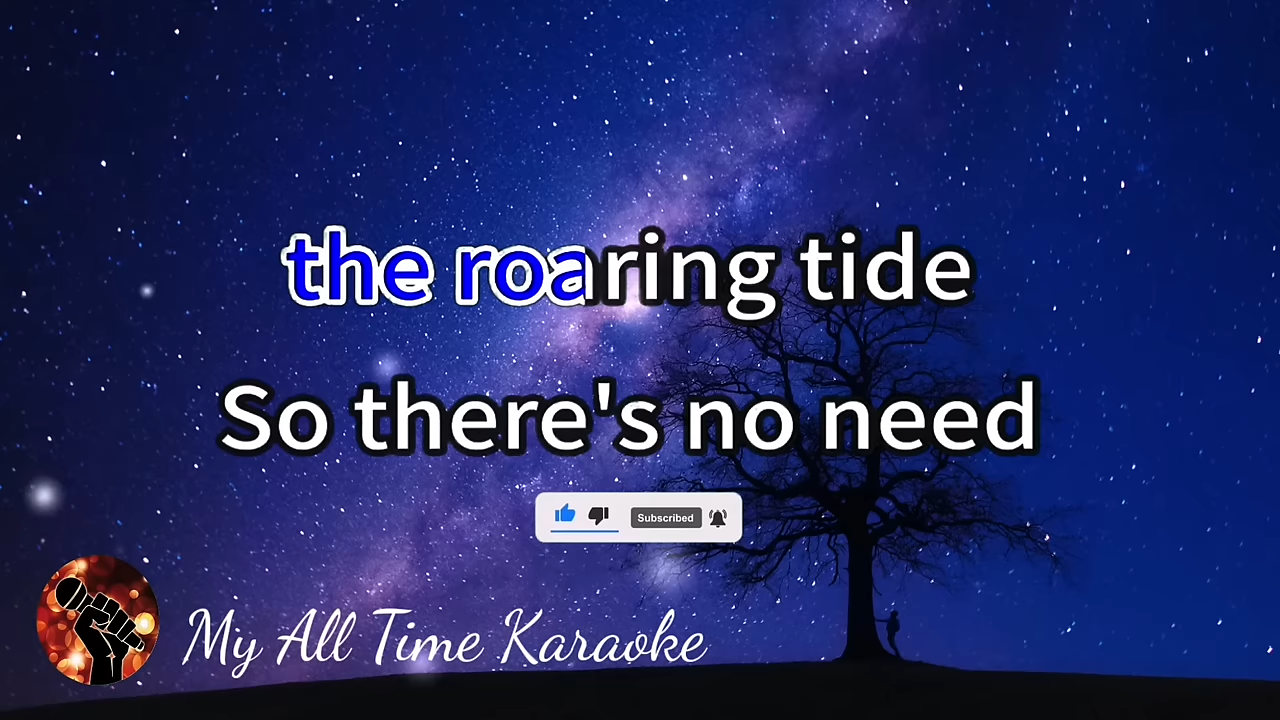 the roaring tide
So there's no need
Subscribed
My All Time Karaoke